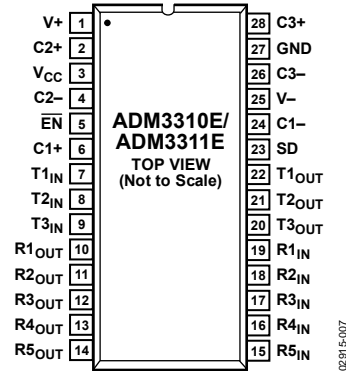 V+ 1 28 C3+
C2+ 2 27 GND
VCC 3 26 C3–
C2– 4 25 V–
EN 5 24 C1–
C1+ 6 23 SD
T1IN 7 22 T1OUT
T2IN 8 21 T2OUT
T3IN 9 20 T3OUT
R1OUT 10 19 R1IN
R2OUT 11 18 R2IN
R3OUT 12 17 R3IN
R4OUT 13 16 R4IN
R5OUT 14 15 R5IN
ADM3310E/
ADM3311E
TOP VIEW
(Not to Scale)
02915-007